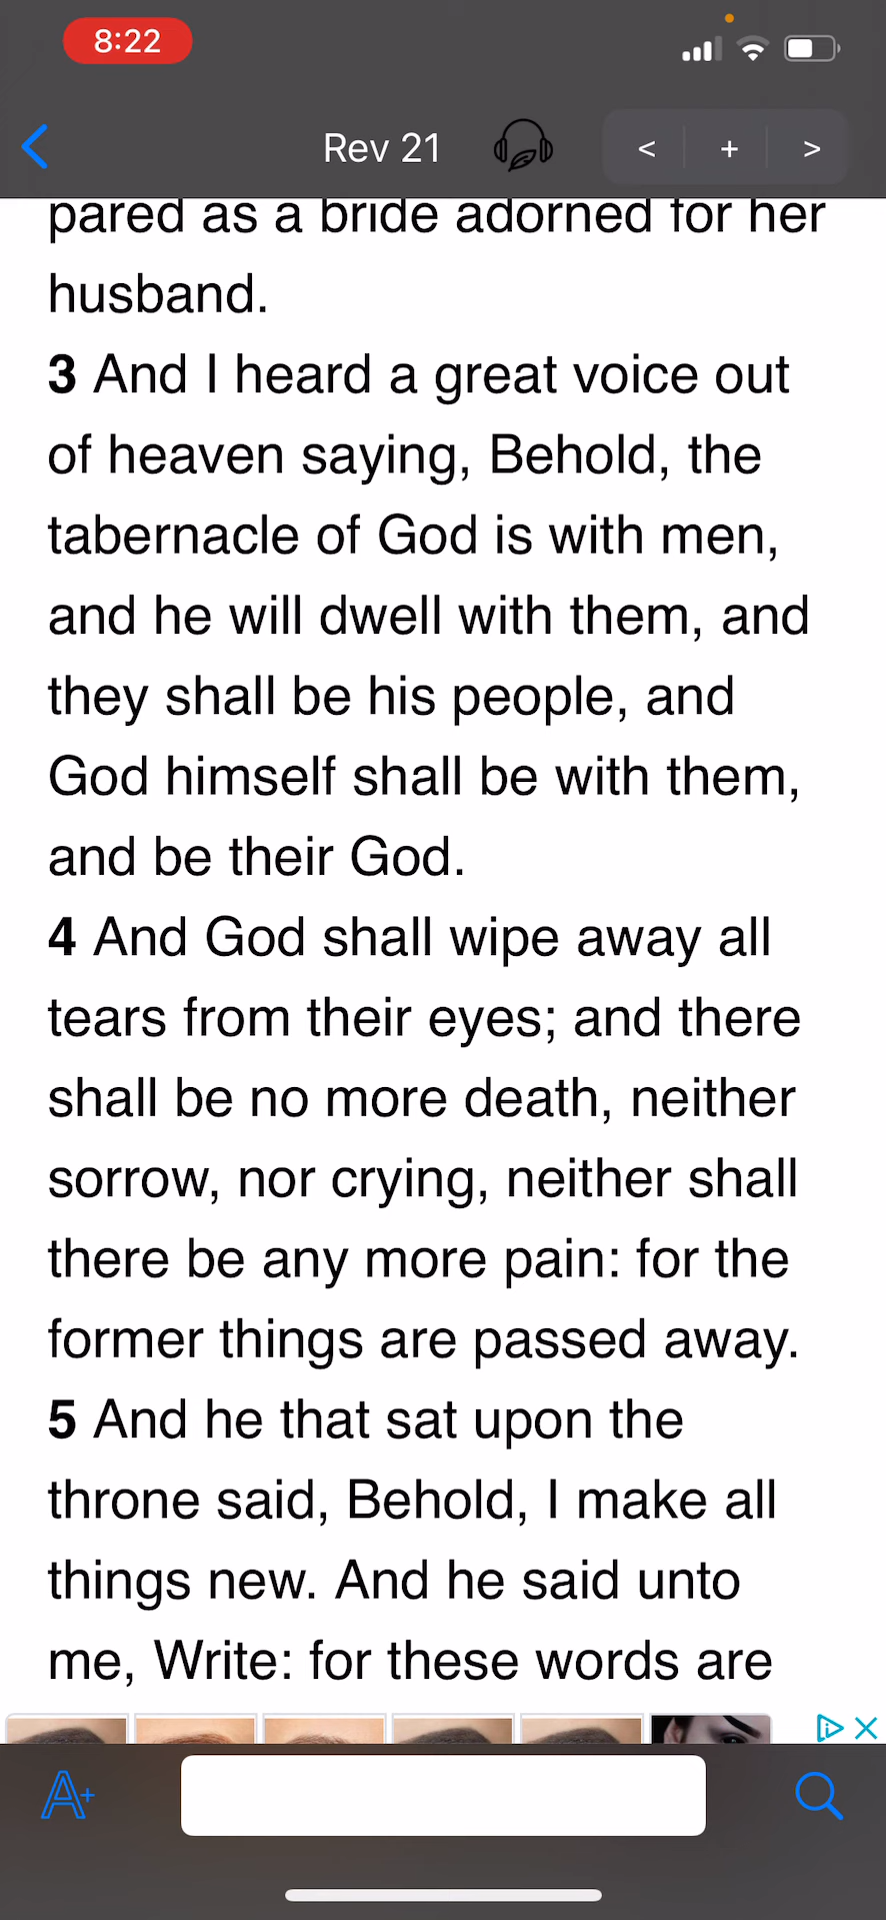 8:22
Rev 21
< + >
pared as a bride adorned for her
husband.
3 And I heard a great voice out
of heaven saying, Behold, the
tabernacle of God is with men,
and he will dwell with them, and
they shall be his people, and
God himself shall be with them,
and be their God.
4 And God shall wipe away all
tears from their eyes; and there
shall be no more death, neither
sorrow, nor crying, neither shall
there be any more pain: for the
former things are passed away.
5 And he that sat upon the
throne said, Behold, I make all
things new. And he said unto
me, Write: for these words are
A+